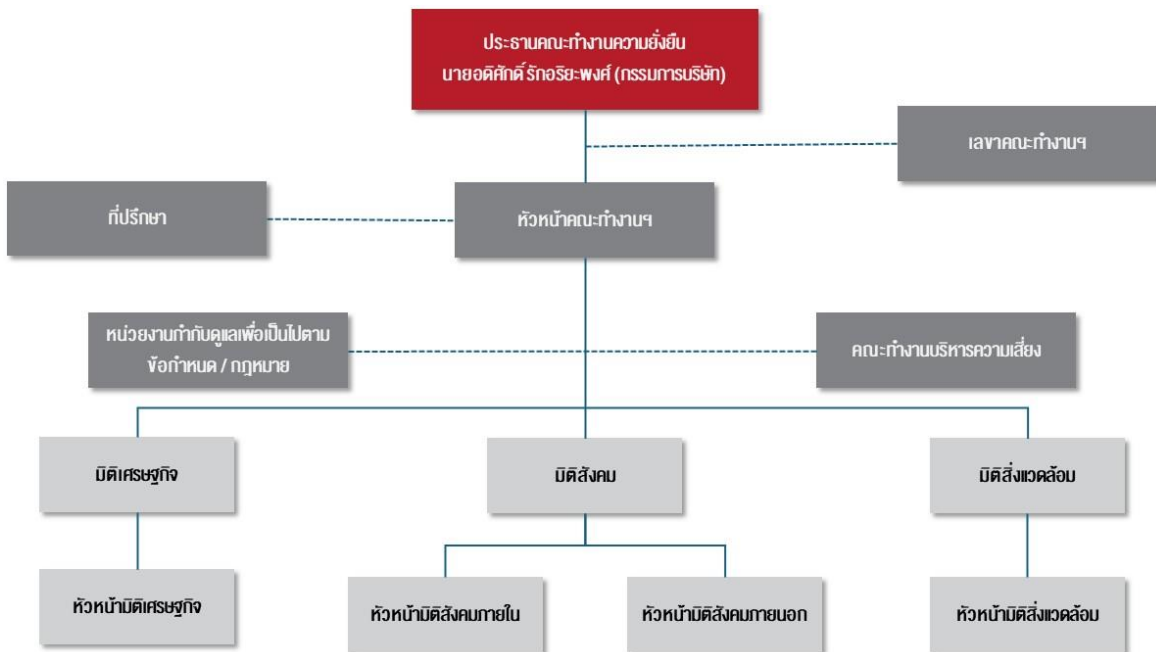 ประธานคณะทำงานความยั่งยืน
นายอดิศักดิ์ รักอริยะพงศ์ (กรรมการบริษัท)
เลขาคณะทำงานฯ
ที่ปรึกษา
หัวหน้าคณะทำงานฯ
หน่วยงานกำกับดูแลเพื่อเป็นไปตาม
ข้อกำหนด / กฎหมาย
คณะทำงานบริหารความเสี่ยง
มิติเศรษฐกิจ
มิติสังคม
มิติสิ่งแวดล้อม
หัวหน้ามิติเศรษฐกิจ
หัวหน้ามิติสังคมภายใน
หัวหน้ามิติสังคมภายนอก
หัวหน้ามิติสิ่งแวดล้อม